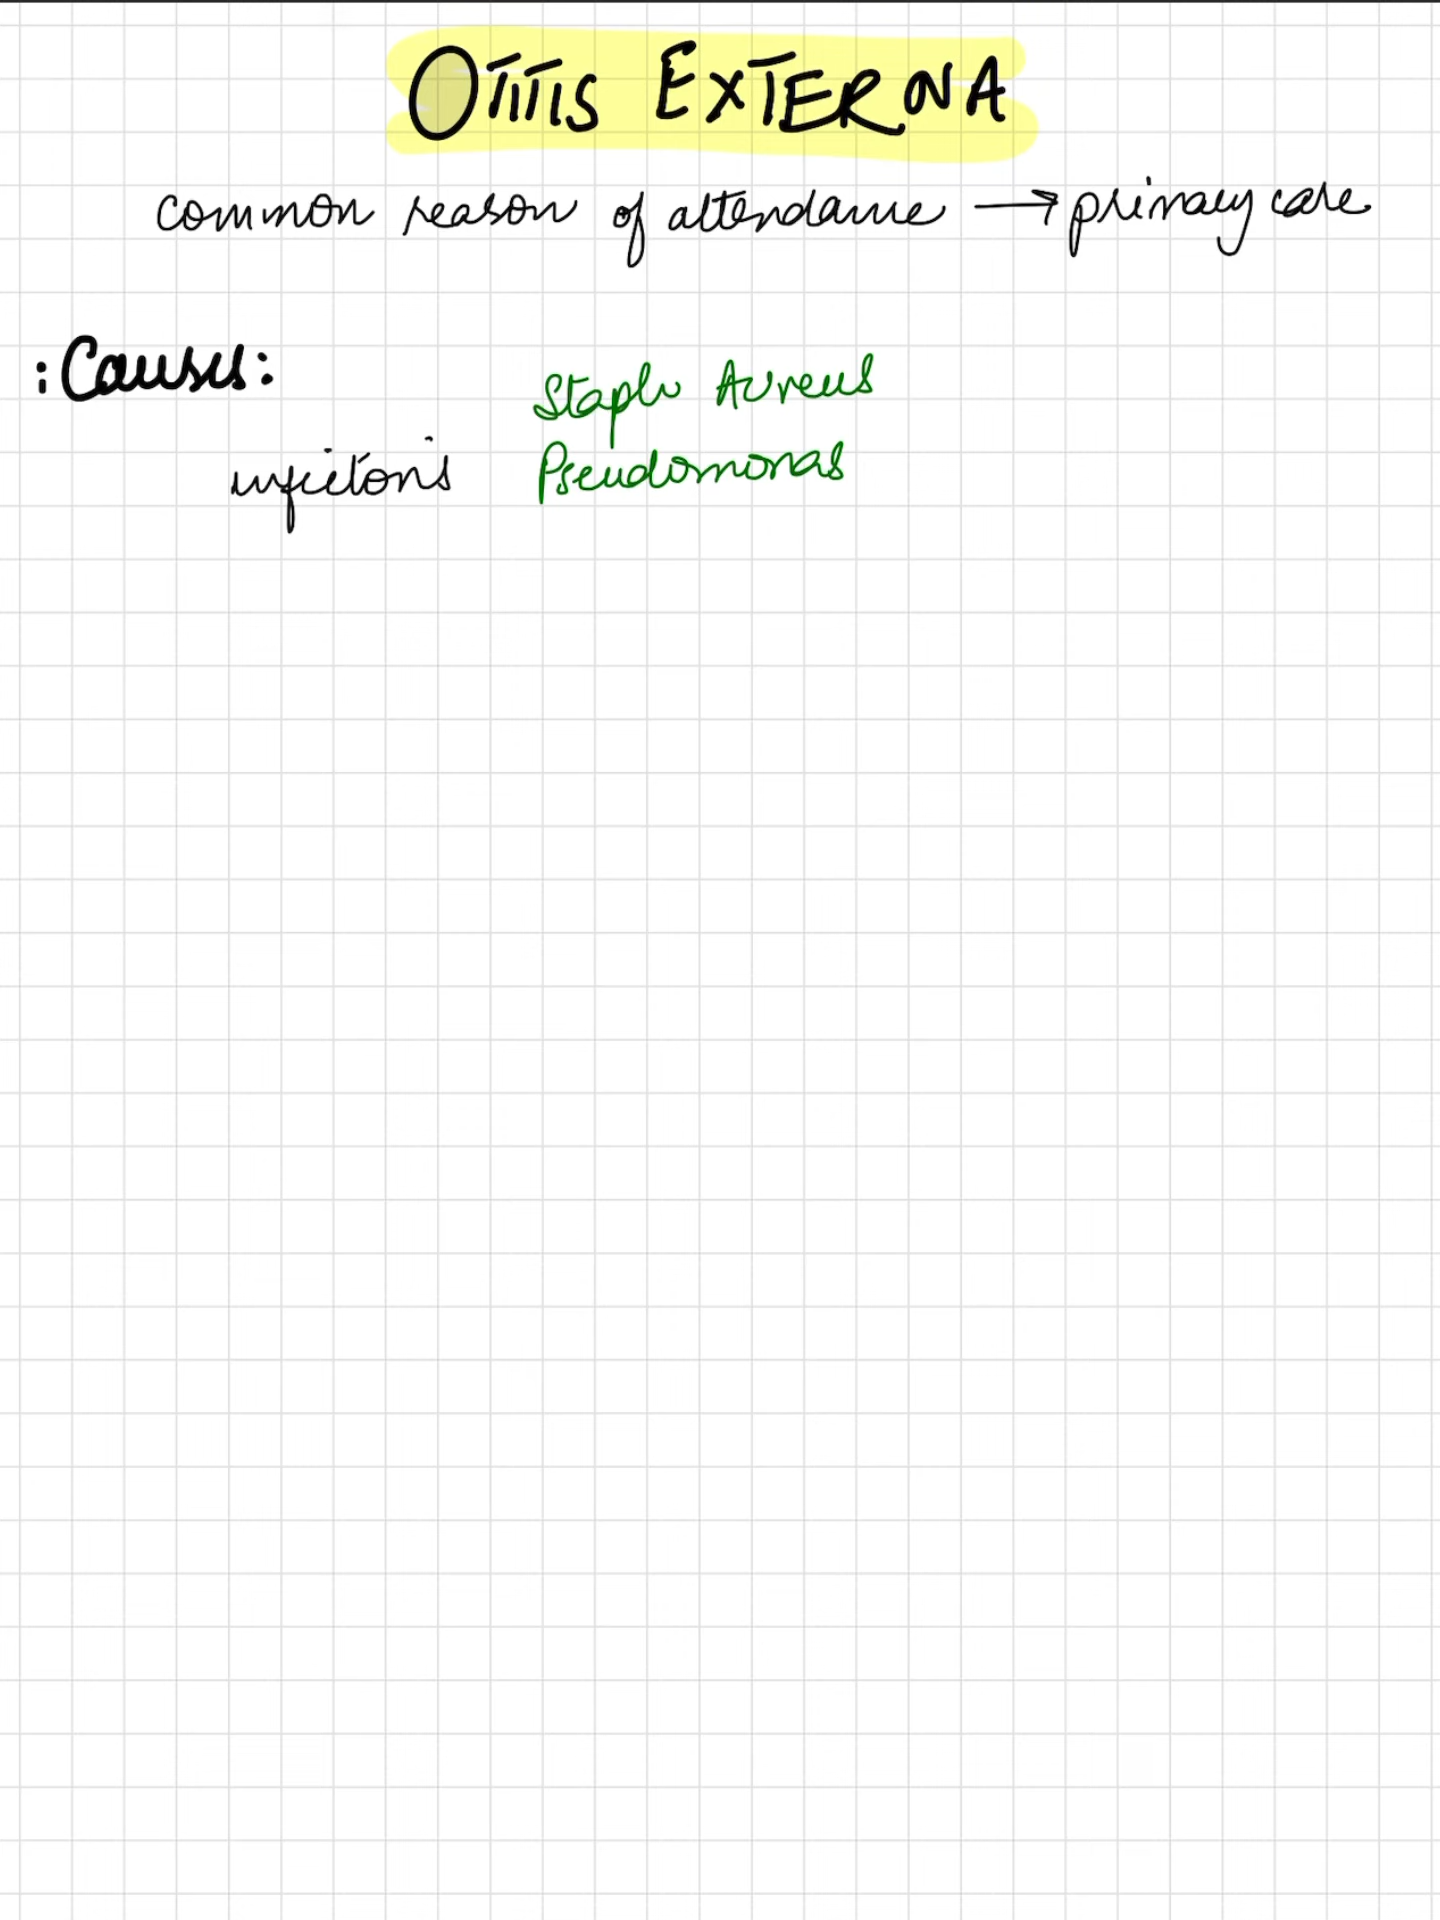 OTITIS EXTERNA
common reason of attendance → primary care
: Causes:
Staph Aureus
infections Pseudomonas